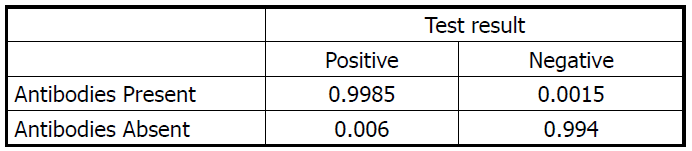 Test result
Positive Negative
Antibodies Present 0.9985 0.0015
Antibodies Absent 0.006 0.994